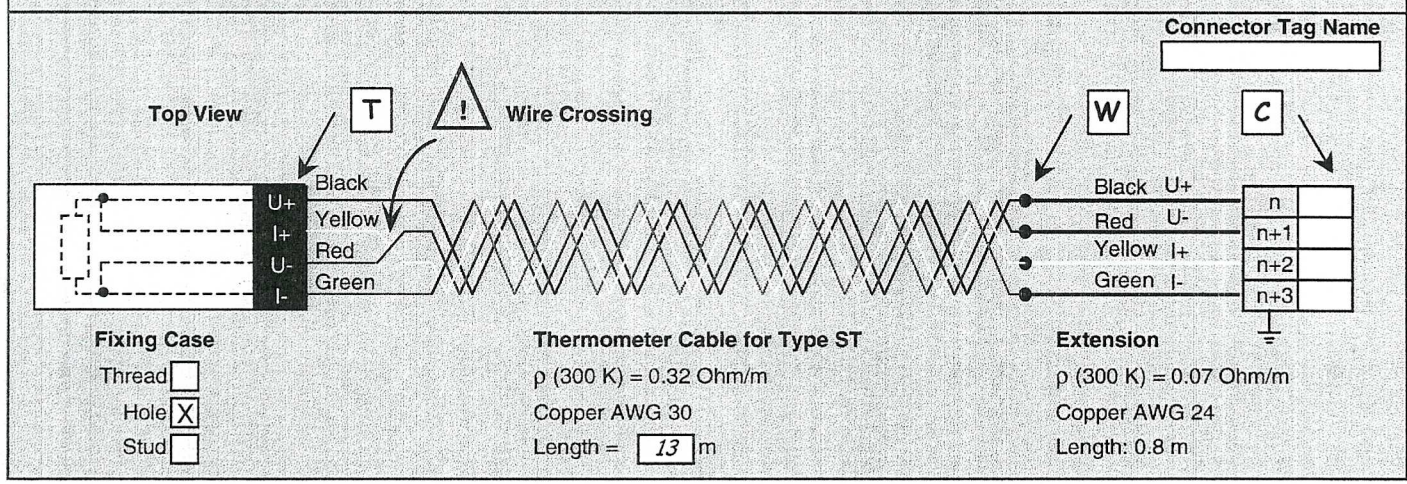 Connector Tag Name
Top View
T
!
Wire Crossing
W
C
Black
U+
Yellow
I+
Red
U-
Green
I-
Black U+
Red U-
Yellow I+
Green I-
n
n+1
n+2
n+3
Fixing Case
Thread
Hole X
Stud
Thermometer Cable for Type ST
ρ (300 K) = 0.32 Ohm/m
Copper AWG 30
Length = 13 m
Extension
ρ (300 K) = 0.07 Ohm/m
Copper AWG 24
Length: 0.8 m